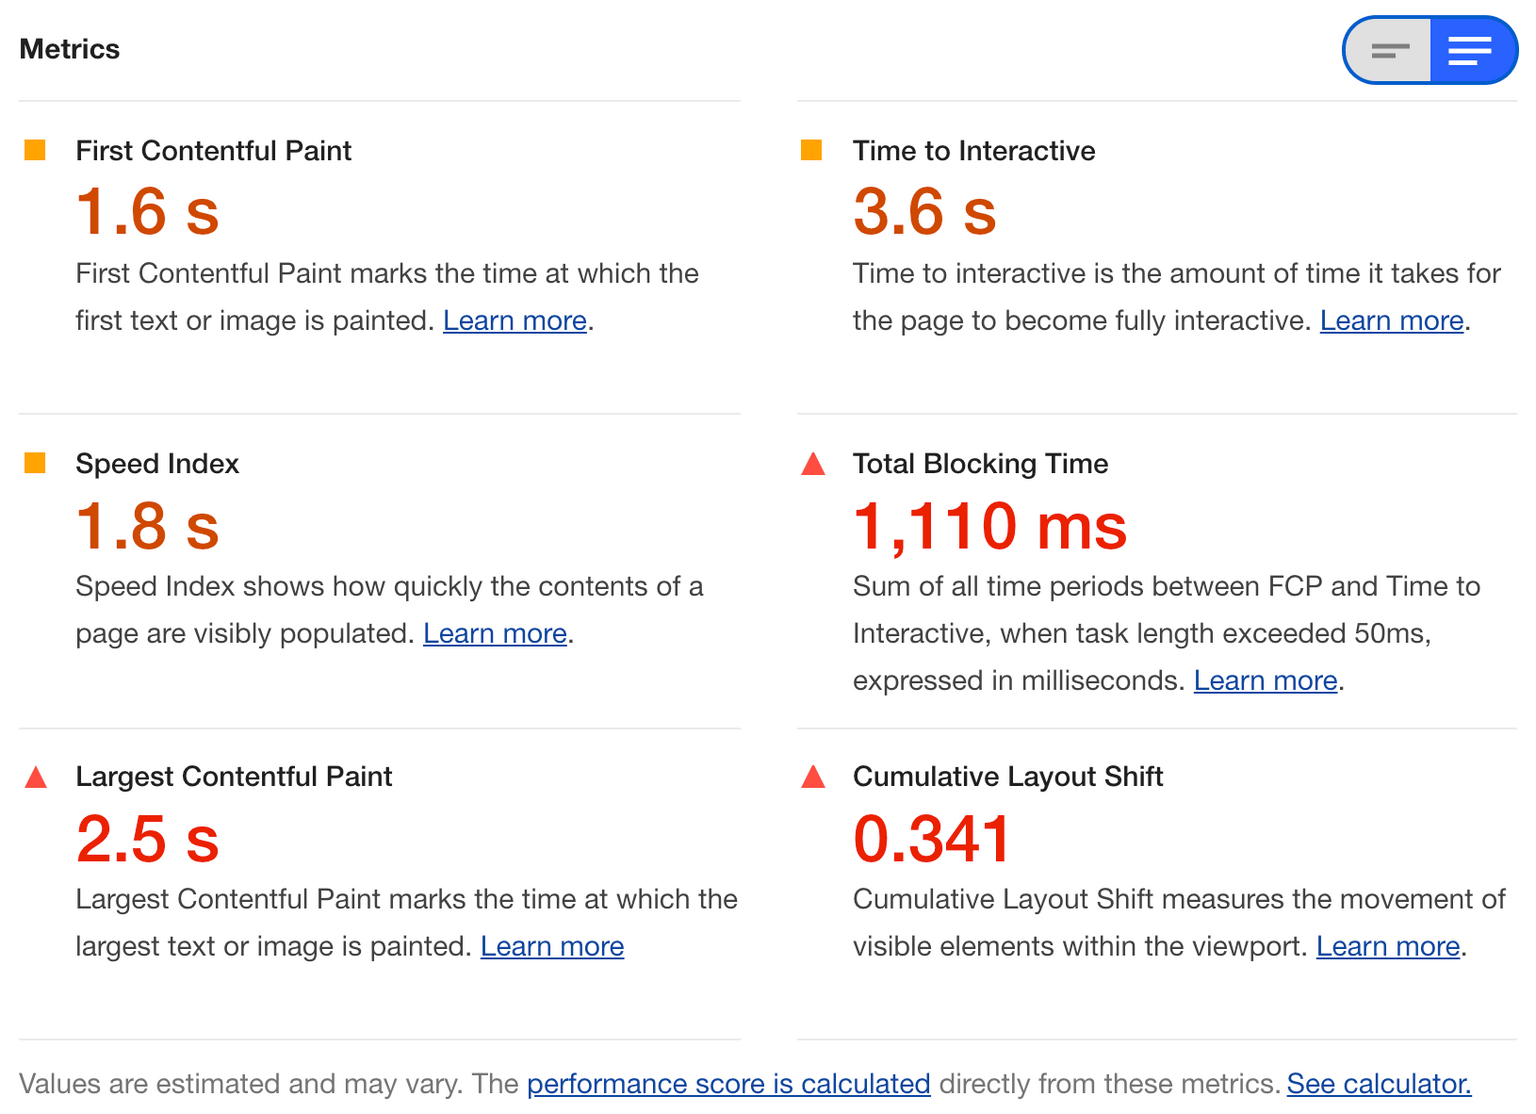 Metrics
First Contentful Paint
1.6 s
First Contentful Paint marks the time at which the
first text or image is painted. Learn more.
Time to Interactive
3.6 s
Time to interactive is the amount of time it takes for
the page to become fully interactive. Learn more.
Speed Index
1.8 s
Speed Index shows how quickly the contents of a
page are visibly populated. Learn more.
Total Blocking Time
1,110 ms
Sum of all time periods between FCP and Time to
Interactive, when task length exceeded 50ms,
expressed in milliseconds. Learn more.
Largest Contentful Paint
2.5 s
Largest Contentful Paint marks the time at which the
largest text or image is painted. Learn more
Cumulative Layout Shift
0.341
Cumulative Layout Shift measures the movement of
visible elements within the viewport. Learn more.
Values are estimated and may vary. The performance score is calculated directly from these metrics. See calculator.